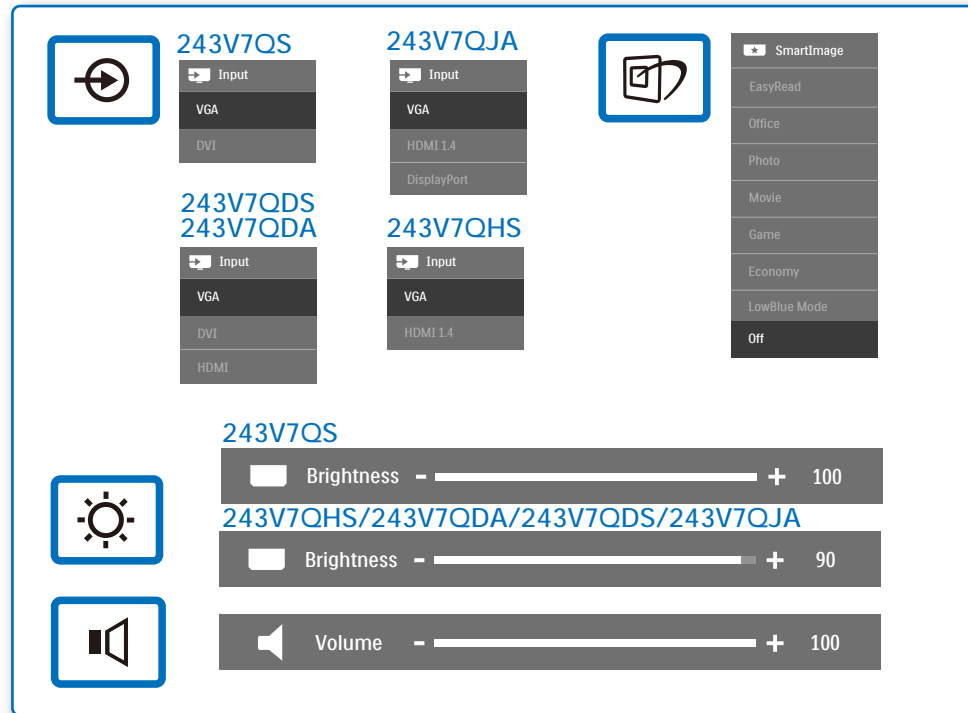 243V7QS
Input
VGA
DVI
243V7QJA
Input
VGA
HDMI 1.4
DisplayPort
SmartImage
EasyRead
Office
Photo
Movie
Game
Economy
LowBlue Mode
Off
243V7QDS
243V7QDA
Input
VGA
DVI
HDMI
243V7QHS
Input
VGA
HDMI 1.4
243V7QS
Brightness - + 100
243V7QHS/243V7QDA/243V7QDS/243V7QJA
Brightness - + 90
Volume - + 100